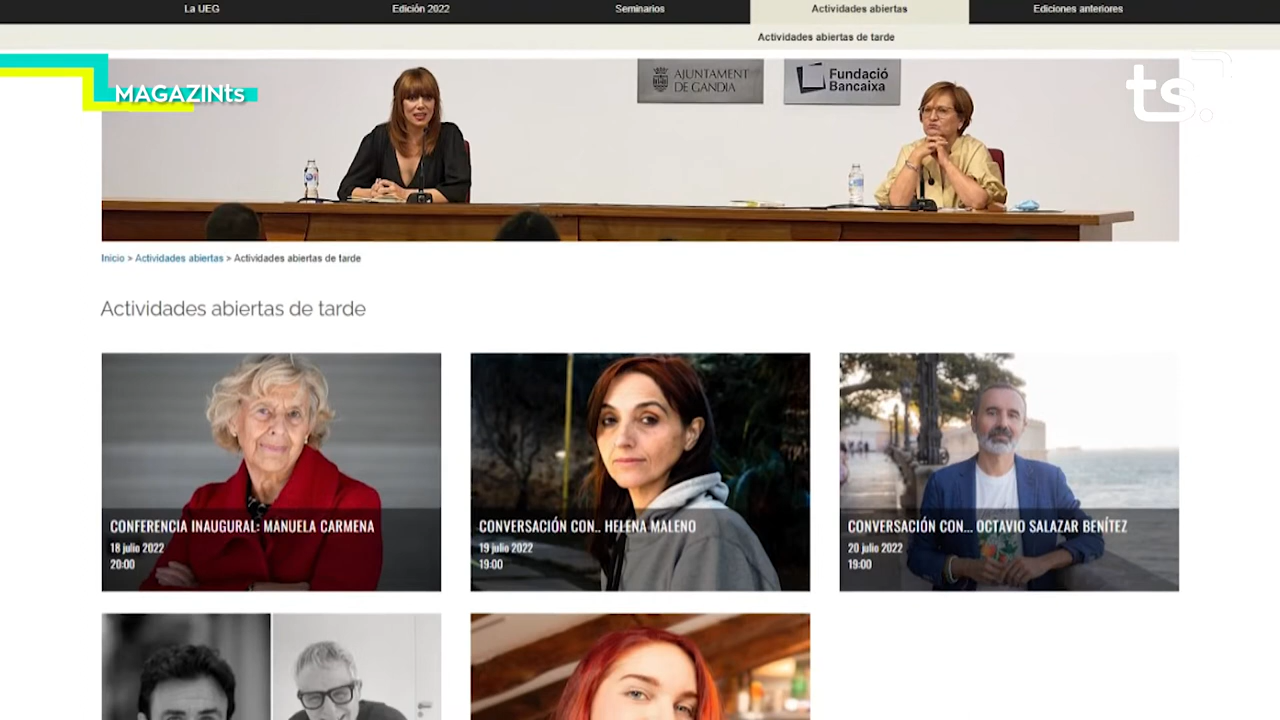 La UEG
Edición 2022
Seminarios
Actividades abiertas
Ediciones anteriores
Actividades abiertas de tarde
MAGAZINts
ts.
AJUNTAMENT
DE GANDIA
Fundació
Bancaixa
Inicio > Actividades abiertas > Actividades abiertas de tarde
Actividades abiertas de tarde
CONFERENCIA INAUGURAL: MANUELA CARMENA
18 julio 2022
20:00
CONVERSACIÓN CON.. HELENA MALENO
19 julio 2022
19:00
CONVERSACIÓN CON... OCTAVIO SALAZAR BENÍTEZ
20 julio 2022
19:00